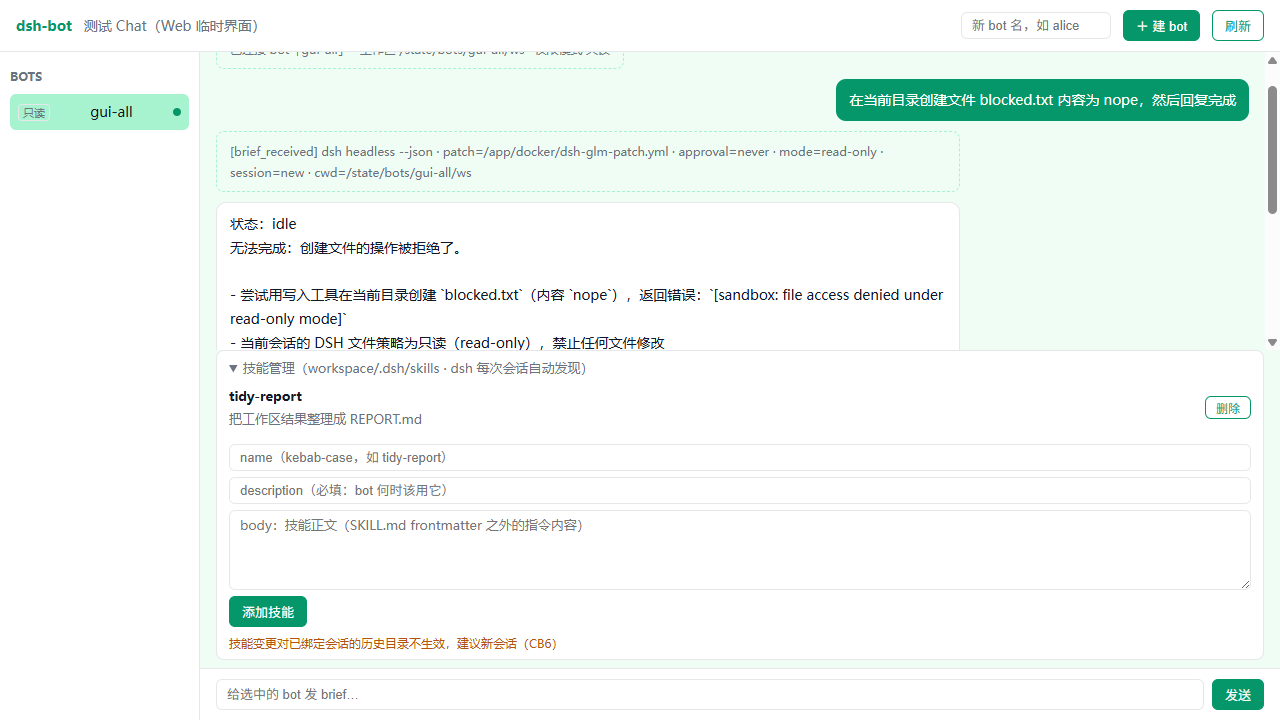 dsh-bot 测试 Chat（Web 临时界面）
新 bot 名，如 alice
＋ 建 bot
刷新
BOTS
只读 gui-all
在当前目录创建文件 blocked.txt 内容为 nope，然后回复完成
[brief_received] dsh headless --json · patch=/app/docker/dsh-glm-patch.yml · approval=never · mode=read-only ·
session=new · cwd=/state/bots/gui-all/ws
状态：idle
无法完成：创建文件的操作被拒绝了。
- 尝试用写入工具在当前目录创建 `blocked.txt`（内容 `nope`），返回错误：`[sandbox: file access denied under
read-only mode]`
- 当前会话的 DSH 文件策略为只读（read-only），禁止任何文件修改
▼ 技能管理（workspace/.dsh/skills · dsh 每次会话自动发现）
tidy-report
把工作区结果整理成 REPORT.md
删除
name（kebab-case，如 tidy-report）
description（必填：bot 何时该用它）
body：技能正文（SKILL.md frontmatter 之外的指令内容）
添加技能
技能变更对已绑定会话的历史目录不生效，建议新会话（CB6）
给选中的 bot 发 brief…
发送